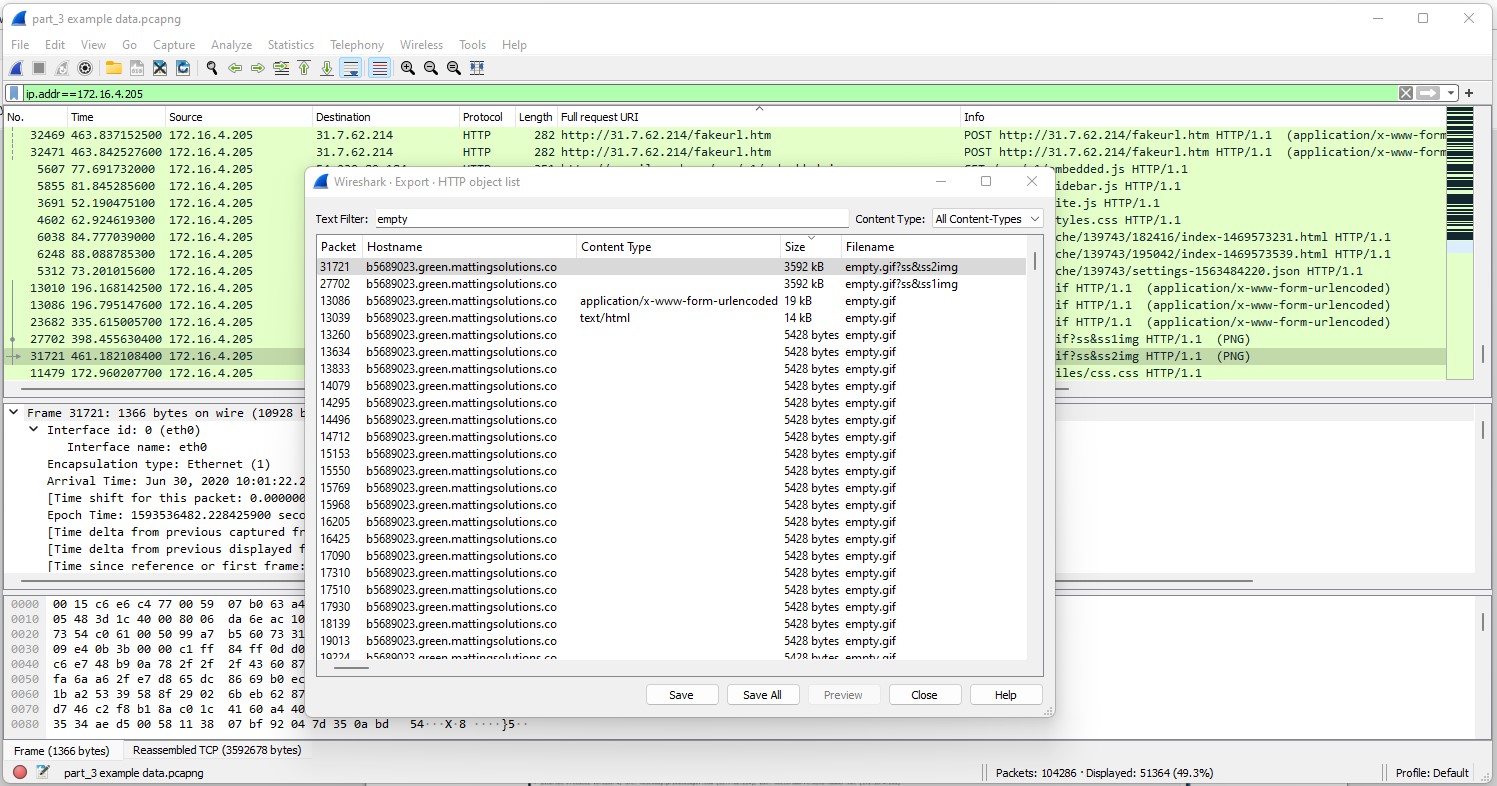 part_3 example data.pcapng
File Edit View Go Capture Analyze Statistics Telephony Wireless Tools Help
ip.addr==172.16.4.205
No. Time Source Destination Protocol Length Full request URI Info
32469 463.837152500 172.16.4.205 31.7.62.214 HTTP 282 http://31.7.62.214/fakeurl.htm POST http://31.7.62.214/fakeurl.htm HTTP/1.1 (application/x-www-form
32471 463.842527600 172.16.4.205 31.7.62.214 HTTP 282 http://31.7.62.214/fakeurl.htm POST http://31.7.62.214/fakeurl.htm HTTP/1.1 (application/x-www-form
5607 77.691732000 172.16.4.205 mbedded.js HTTP/1.1
5855 81.845285600 172.16.4.205 idebar.js HTTP/1.1
3691 52.190475100 172.16.4.205 ite.js HTTP/1.1
4602 62.924619300 172.16.4.205 tyles.css HTTP/1.1
6038 84.777039000 172.16.4.205 che/139743/182416/index-1469573231.html HTTP/1.1
6248 88.088785300 172.16.4.205 che/139743/195042/index-1469573539.html HTTP/1.1
5312 73.201015600 172.16.4.205 che/139743/settings-1563484220.json HTTP/1.1
13010 196.168142500 172.16.4.205 if HTTP/1.1 (application/x-www-form-urlencoded)
13086 196.795147600 172.16.4.205 if HTTP/1.1 (application/x-www-form-urlencoded)
23682 335.615005700 172.16.4.205 if HTTP/1.1 (application/x-www-form-urlencoded)
27702 398.455630400 172.16.4.205 if?ss&ss1img HTTP/1.1 (PNG)
31721 461.182108400 172.16.4.205 if?ss&ss2img HTTP/1.1 (PNG)
11479 172.960207700 172.16.4.205 iles/css.css HTTP/1.1
Wireshark · Export · HTTP object list
Text Filter: empty Content Type: All Content-Types
Packet Hostname Content Type Size Filename
31721 b5689023.green.mattingsolutions.co 3592 kB empty.gif?ss&ss2img
27702 b5689023.green.mattingsolutions.co 3592 kB empty.gif?ss&ss1img
13086 b5689023.green.mattingsolutions.co application/x-www-form-urlencoded 19 kB empty.gif
13039 b5689023.green.mattingsolutions.co text/html 14 kB empty.gif
13260 b5689023.green.mattingsolutions.co 5428 bytes empty.gif
13634 b5689023.green.mattingsolutions.co 5428 bytes empty.gif
13833 b5689023.green.mattingsolutions.co 5428 bytes empty.gif
14079 b5689023.green.mattingsolutions.co 5428 bytes empty.gif
14295 b5689023.green.mattingsolutions.co 5428 bytes empty.gif
14496 b5689023.green.mattingsolutions.co 5428 bytes empty.gif
14712 b5689023.green.mattingsolutions.co 5428 bytes empty.gif
15153 b5689023.green.mattingsolutions.co 5428 bytes empty.gif
15550 b5689023.green.mattingsolutions.co 5428 bytes empty.gif
15769 b5689023.green.mattingsolutions.co 5428 bytes empty.gif
15968 b5689023.green.mattingsolutions.co 5428 bytes empty.gif
16205 b5689023.green.mattingsolutions.co 5428 bytes empty.gif
16425 b5689023.green.mattingsolutions.co 5428 bytes empty.gif
17090 b5689023.green.mattingsolutions.co 5428 bytes empty.gif
17310 b5689023.green.mattingsolutions.co 5428 bytes empty.gif
17510 b5689023.green.mattingsolutions.co 5428 bytes empty.gif
17930 b5689023.green.mattingsolutions.co 5428 bytes empty.gif
18139 b5689023.green.mattingsolutions.co 5428 bytes empty.gif
19013 b5689023.green.mattingsolutions.co 5428 bytes empty.gif
19224 b5689023.green.mattingsolutions.co 5428 bytes empty.gif
Save Save All Preview Close Help
Frame 31721: 1366 bytes on wire (10928 b
Interface id: 0 (eth0)
Interface name: eth0
Encapsulation type: Ethernet (1)
Arrival Time: Jun 30, 2020 10:01:22.2
[Time shift for this packet: 0.000000
Epoch Time: 1593536482.228425900 seco
[Time delta from previous captured fr
[Time delta from previous displayed f
[Time since reference or first frame:
0000 00 15 c6 e6 c4 77 00 59 07 b0 63 a4
0010 05 48 3d 1c 40 00 80 06 da 6e ac 10
0020 73 54 c0 61 00 50 99 a7 b5 60 73 31
0030 09 e4 0b 3b 00 00 c1 ff 84 ff 0d d0
0040 c6 e7 48 b9 0a 78 2f 2f 2f 43 60 87
0050 fa 6a a6 2f e7 d8 65 dc 86 69 b0 ec
0060 1b a2 53 39 58 8f 29 02 6b eb 62 87
0070 d7 46 c2 f8 b1 8a c0 1c 41 60 a4 40
0080 35 34 ae d5 00 58 11 38 07 bf 92 04 7d 35 0a bd 54···X·8 ····}5··
Frame (1366 bytes) Reassembled TCP (3592678 bytes)
part_3 example data.pcapng Packets: 104286 · Displayed: 51364 (49.3%) Profile: Default